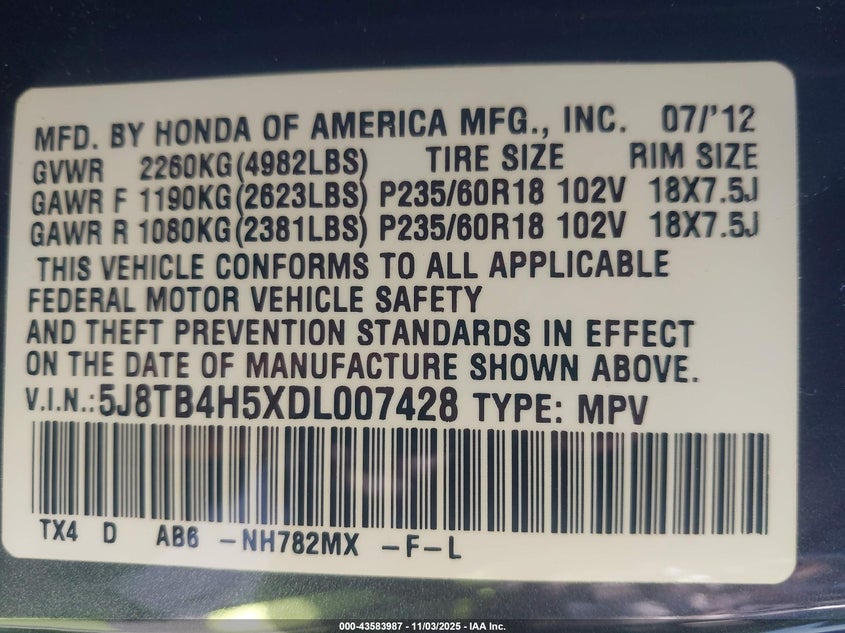 MFD. BY HONDA OF AMERICA MFG., INC. 07/'12
GVWR 2260KG(4982LBS) TIRE SIZE RIM SIZE
GAWR F 1190KG(2623LBS) P235/60R18 102V 18X7.5J
GAWR R 1080KG(2381LBS) P235/60R18 102V 18X7.5J
THIS VEHICLE CONFORMS TO ALL APPLICABLE
FEDERAL MOTOR VEHICLE SAFETY
AND THEFT PREVENTION STANDARDS IN EFFECT
ON THE DATE OF MANUFACTURE SHOWN ABOVE.
V.I.N.:5J8TB4H5XDL007428 TYPE: MPV
TX4 D AB6 -NH782MX -F-L
000-43583987 - 11/03/2025 - IAA Inc.